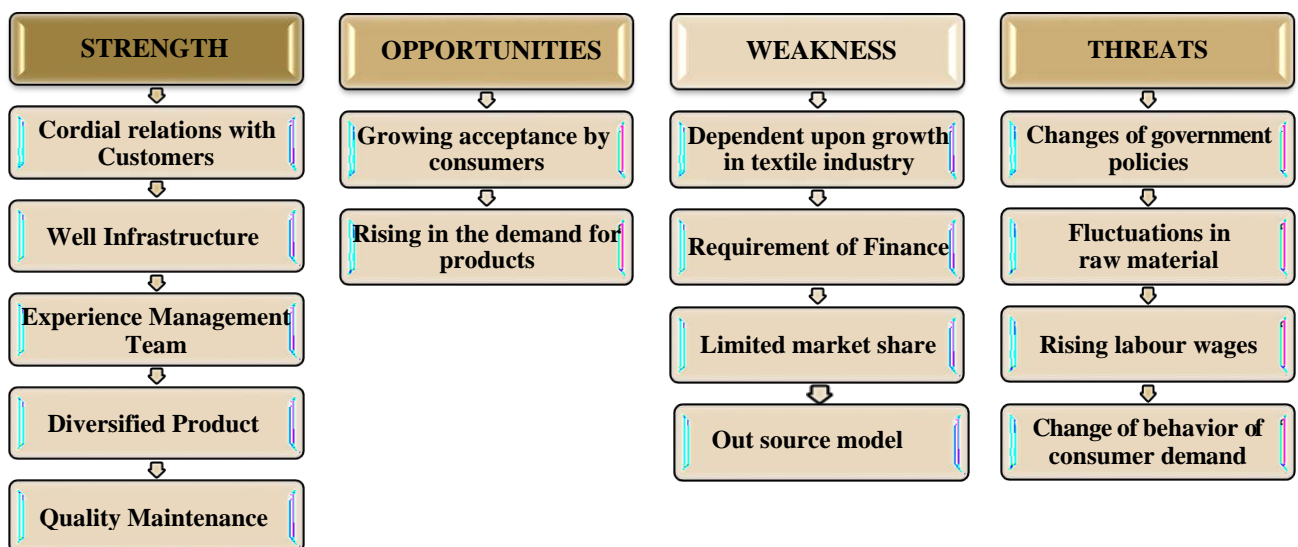 STRENGTH
Cordial relations with
Customers
Well Infrastructure
Experience Management
Team
Diversified Product
Quality Maintenance
OPPORTUNITIES
Growing acceptance by
consumers
Rising in the demand for
products
WEAKNESS
Dependent upon growth
in textile industry
Requirement of Finance
Limited market share
Out source model
THREATS
Changes of government
policies
Fluctuations in
raw material
Rising labour wages
Change of behavior of
consumer demand